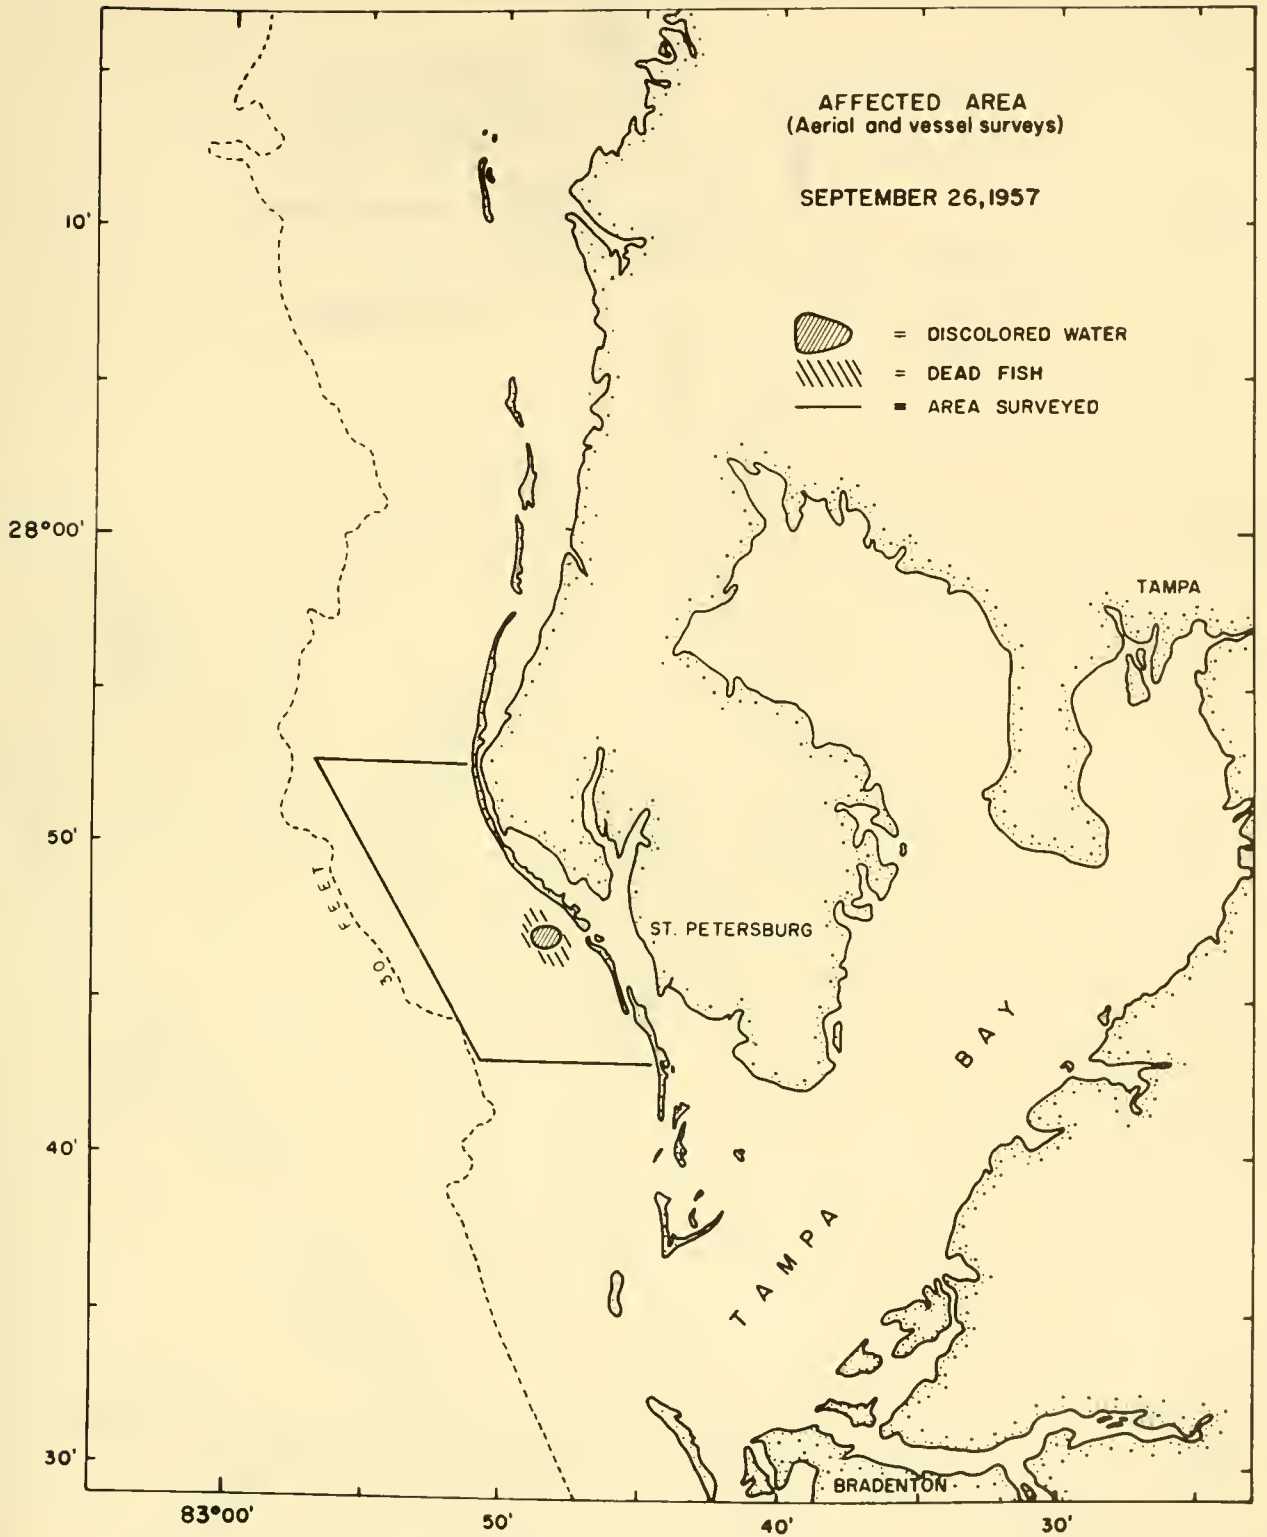 AFFECTED AREA
(Aerial and vessel surveys)
SEPTEMBER 26, 1957
= DISCOLORED WATER
= DEAD FISH
= AREA SURVEYED
10'
28°00'
50'
40'
30'
TAMPA
ST. PETERSBURG
30 FEET
TAMPA BAY
BRADENTON
83°00'
50'
40'
30'